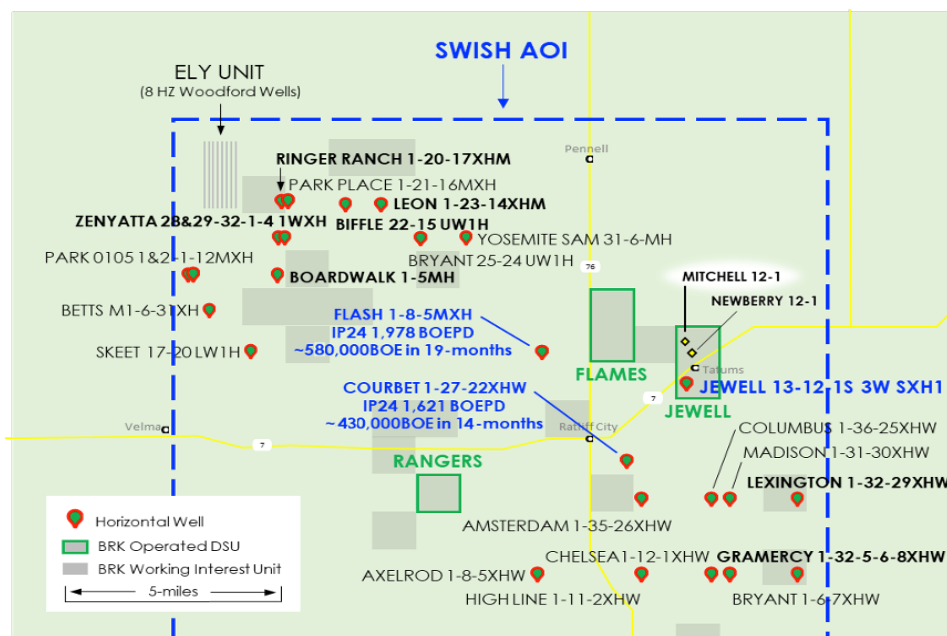 SWISH AOI
ELY UNIT
(8 HZ Woodford Wells)
Pennell
RINGER RANCH 1-20-17XHM
PARK PLACE 1-21-16MXH
LEON 1-23-14XHM
ZENYATTA 28&29-32-1-4 1WXH
BIFFLE 22-15 UW1H
YOSEMITE SAM 31-6-MH
PARK 0105 1&2-1-12MXH
BRYANT 25-24 UW1H
BOARDWALK 1-5MH
76
MITCHELL 12-1
NEWBERRY 12-1
BETTS M1-6-31XH
FLASH 1-8-5MXH
IP24 1,978 BOEPD
~580,000BOE in 19-months
SKEET 17-20 LW1H
FLAMES
Tatums
COURBET 1-27-22XHW
IP24 1,621 BOEPD
~430,000BOE in 14-months
JEWELL 13-12-1S 3W SXH1
7
JEWELL
Velma
Ratliff City
7
COLUMBUS 1-36-25XHW
MADISON 1-31-30XHW
RANGERS
LEXINGTON 1-32-29XHW
AMSTERDAM 1-35-26XHW
Horizontal Well
BRK Operated DSU
BRK Working Interest Unit
5-miles
CHELSEA1-12-1XHW
GRAMERCY 1-32-5-6-8XHW
AXELROD 1-8-5XHW
HIGH LINE 1-11-2XHW
BRYANT 1-6-7XHW